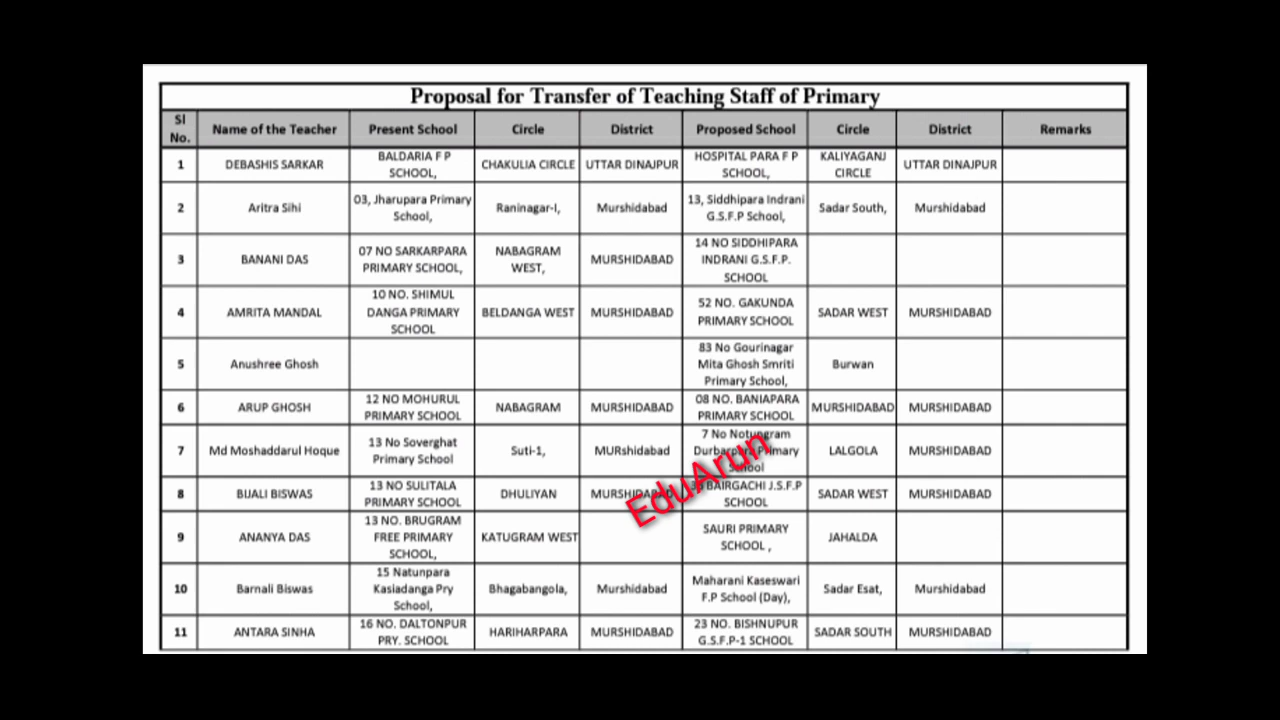 Proposal for Transfer of Teaching Staff of Primary
Sl No. Name of the Teacher Present School Circle District Proposed School Circle District Remarks
1 DEBASHIS SARKAR BALDARIA F P SCHOOL, CHAKULIA CIRCLE UTTAR DINAJPUR HOSPITAL PARA F P SCHOOL, KALIYAGANJ CIRCLE UTTAR DINAJPUR
2 Aritra Sihi 03, Jharupara Primary School, Raninagar-I, Murshidabad 13, Siddhipara Indrani G.S.F.P School, Sadar South, Murshidabad
3 BANANI DAS 07 NO SARKARPARA PRIMARY SCHOOL, NABAGRAM WEST, MURSHIDABAD 14 NO SIDDHIPARA INDRANI G.S.F.P. SCHOOL
4 AMRITA MANDAL 10 NO. SHIMUL DANGA PRIMARY SCHOOL BELDANGA WEST MURSHIDABAD 52 NO. GAKUNDA PRIMARY SCHOOL SADAR WEST MURSHIDABAD
5 Anushree Ghosh 83 No Gourinagar Mita Ghosh Smriti Primary School, Burwan
6 ARUP GHOSH 12 NO MOHURUL PRIMARY SCHOOL NABAGRAM MURSHIDABAD 08 NO. BANIAPARA PRIMARY SCHOOL MURSHIDABAD MURSHIDABAD
7 Md Moshaddarul Hoque 13 No Soverghat Primary School Suti-1, MURshidabad 7 No Notungram Durbarpara Primary School LALGOLA MURSHIDABAD
8 BIJALI BISWAS 13 NO SULITALA PRIMARY SCHOOL DHULIYAN MURSHIDABAD BAIRGACHI J.S.F.P SCHOOL SADAR WEST MURSHIDABAD
9 ANANYA DAS 13 NO. BRUGRAM FREE PRIMARY SCHOOL, KATUGRAM WEST SAURI PRIMARY SCHOOL , JAHALDA
10 Barnali Biswas 15 Natunpara Kasiadanga Pry School, Bhagabangola, Murshidabad Maharani Kaseswari F.P School (Day), Sadar Esat, Murshidabad
11 ANTARA SINHA 16 NO. DALTONPUR PRY. SCHOOL HARIHARPARA MURSHIDABAD 23 NO. BISHNUPUR G.S.F.P-1 SCHOOL SADAR SOUTH MURSHIDABAD
EduArun